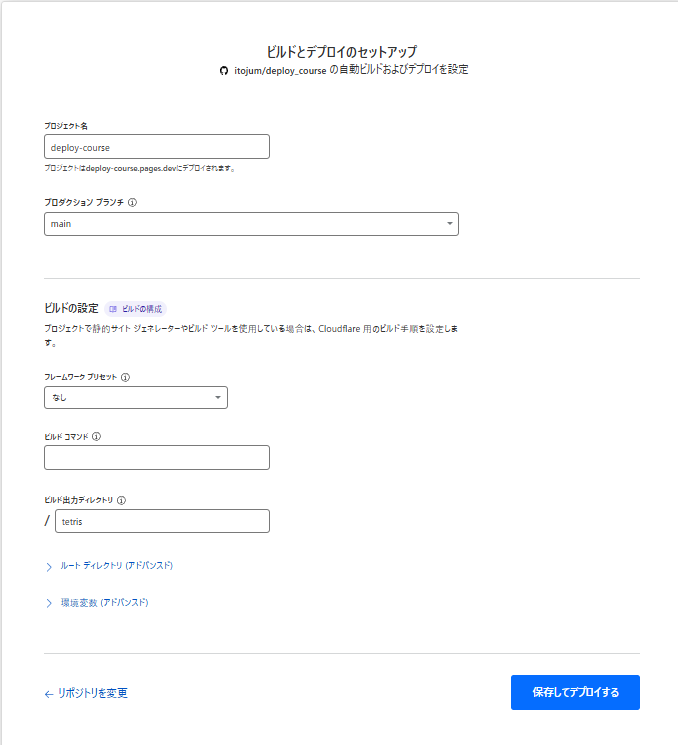 ビルドとデプロイのセットアップ
itojum/deploy_course の自動ビルドおよびデプロイを設定
プロジェクト名
deploy-course
プロジェクトはdeploy-course.pages.devにデプロイされます。
プロダクション ブランチ
main
ビルドの設定 ビルドの構成
プロジェクトで静的サイト ジェネレーターやビルド ツールを使用している場合は、Cloudflare 用のビルド手順を設定しま
す。
フレームワーク プリセット
なし
ビルド コマンド
ビルド出力ディレクトリ
/ tetris
ルート ディレクトリ (アドバンスド)
環境変数 (アドバンスド)
← リポジトリを変更
保存してデプロイする